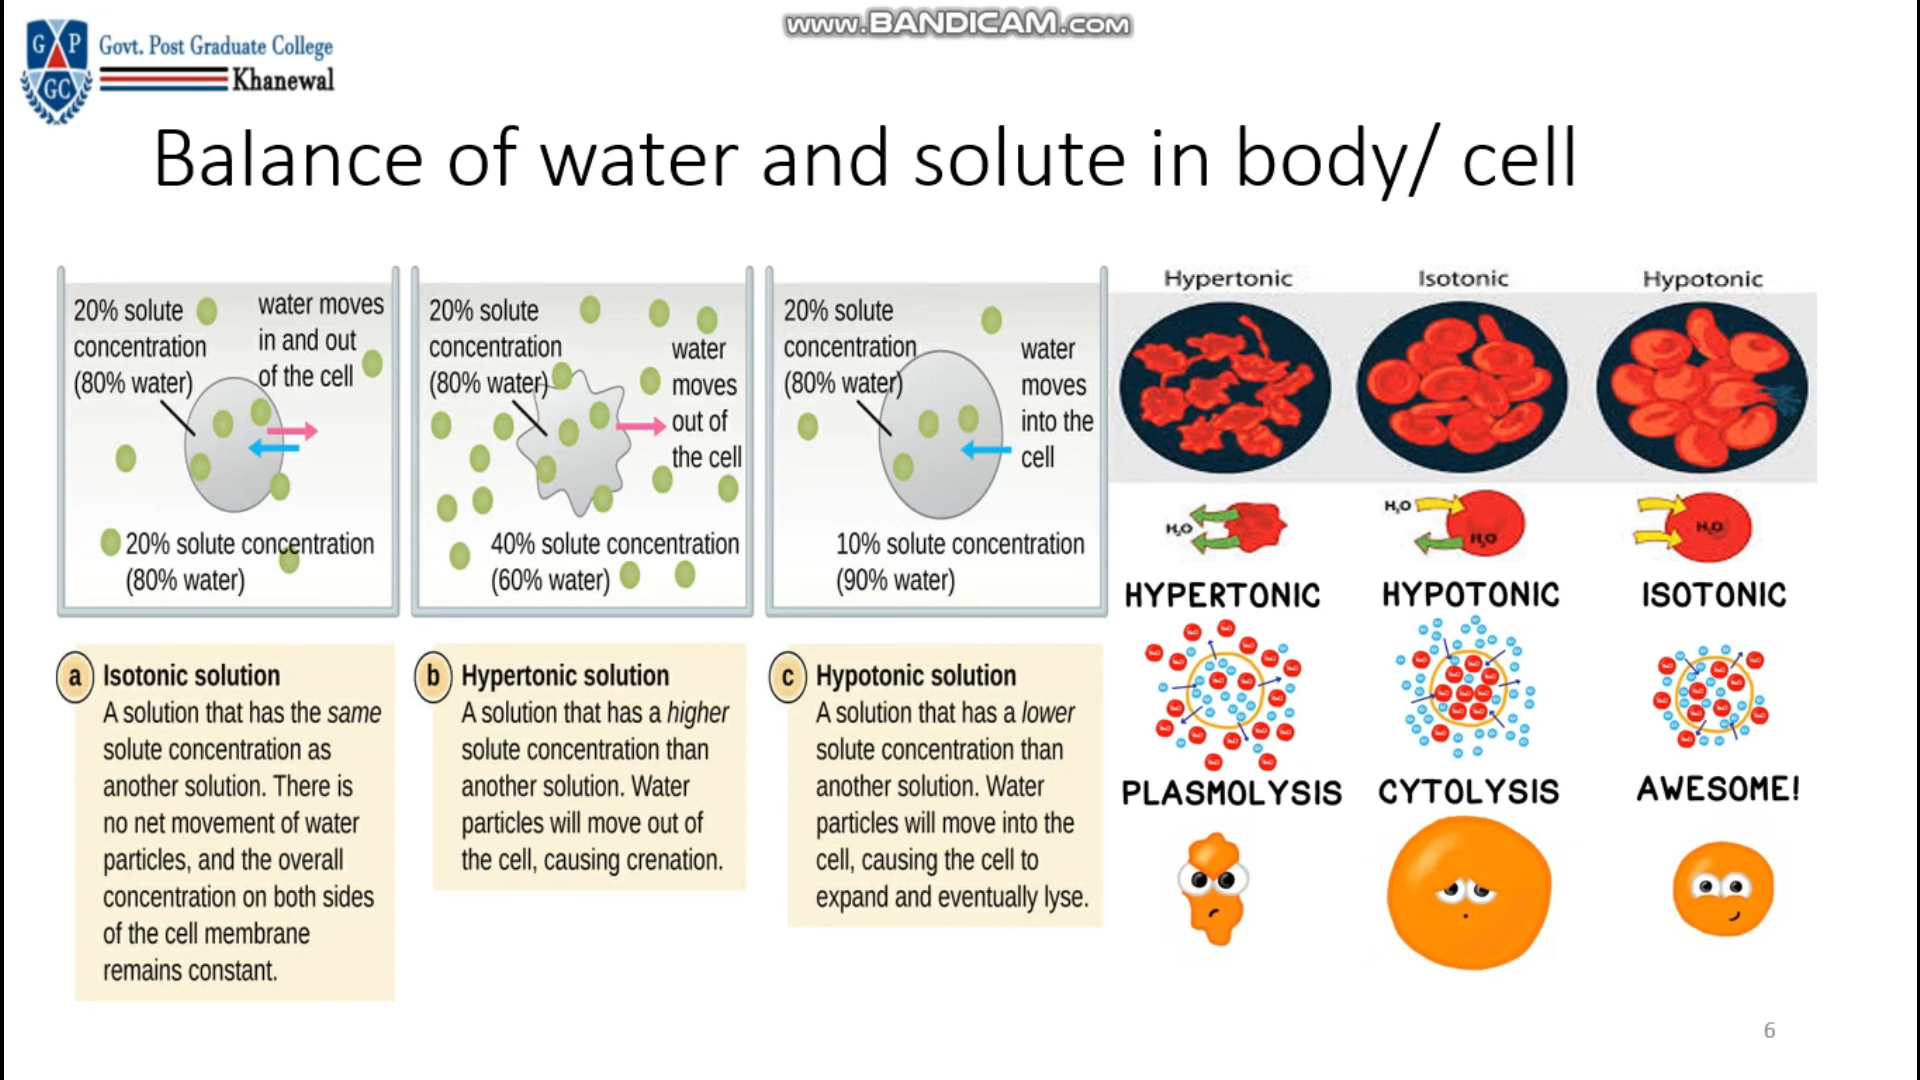 www.BANDICAM.com
G P
GC
Govt. Post Graduate College
Khanewal
Balance of water and solute in body/ cell
20% solute
concentration
(80% water)
water moves
in and out
of the cell
20% solute concentration
(80% water)
20% solute
concentration
(80% water)
water
moves
out of
the cell
40% solute concentration
(60% water)
20% solute
concentration
(80% water)
water
moves
into the
cell
10% solute concentration
(90% water)
a Isotonic solution
A solution that has the same
solute concentration as
another solution. There is
no net movement of water
particles, and the overall
concentration on both sides
of the cell membrane
remains constant.
b Hypertonic solution
A solution that has a higher
solute concentration than
another solution. Water
particles will move out of
the cell, causing crenation.
c Hypotonic solution
A solution that has a lower
solute concentration than
another solution. Water
particles will move into the
cell, causing the cell to
expand and eventually lyse.
Hypertonic
Isotonic
Hypotonic
H₂O
H₂O
H₂O
H₂O
HYPERTONIC
HYPOTONIC
ISOTONIC
PLASMOLYSIS
CYTOLYSIS
AWESOME!
6